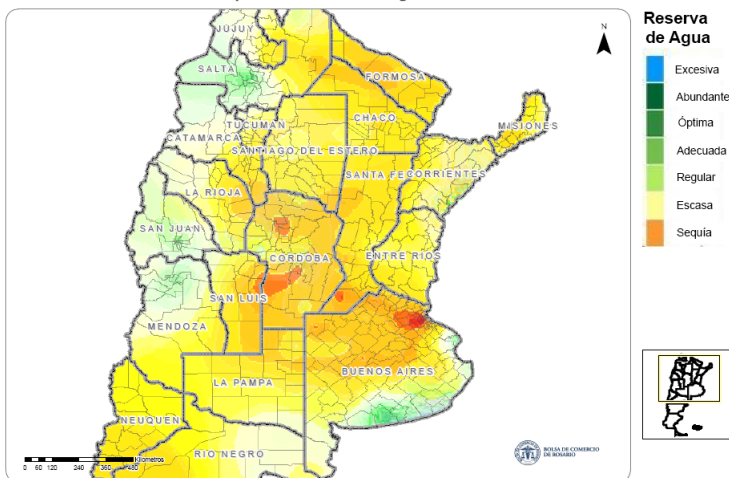 Reserva
de Agua
Excesiva
Abundante
Óptima
Adecuada
Regular
Escasa
Sequía
N
JUJUY
SALTA
FORMOSA
CHACO
MISIONES
TUCUMAN
CATAMARCA
SANTIAGO DEL ESTERO
SANTA FE
CORRIENTES
LA RIOJA
SAN JUAN
CORDOBA
ENTRE RIOS
SAN LUIS
MENDOZA
BUENOS AIRES
LA PAMPA
NEUQUEN
RIO NEGRO
Kilometros
0 60 120 240 360 480
BOLSA DE COMERCIO
DE ROSARIO